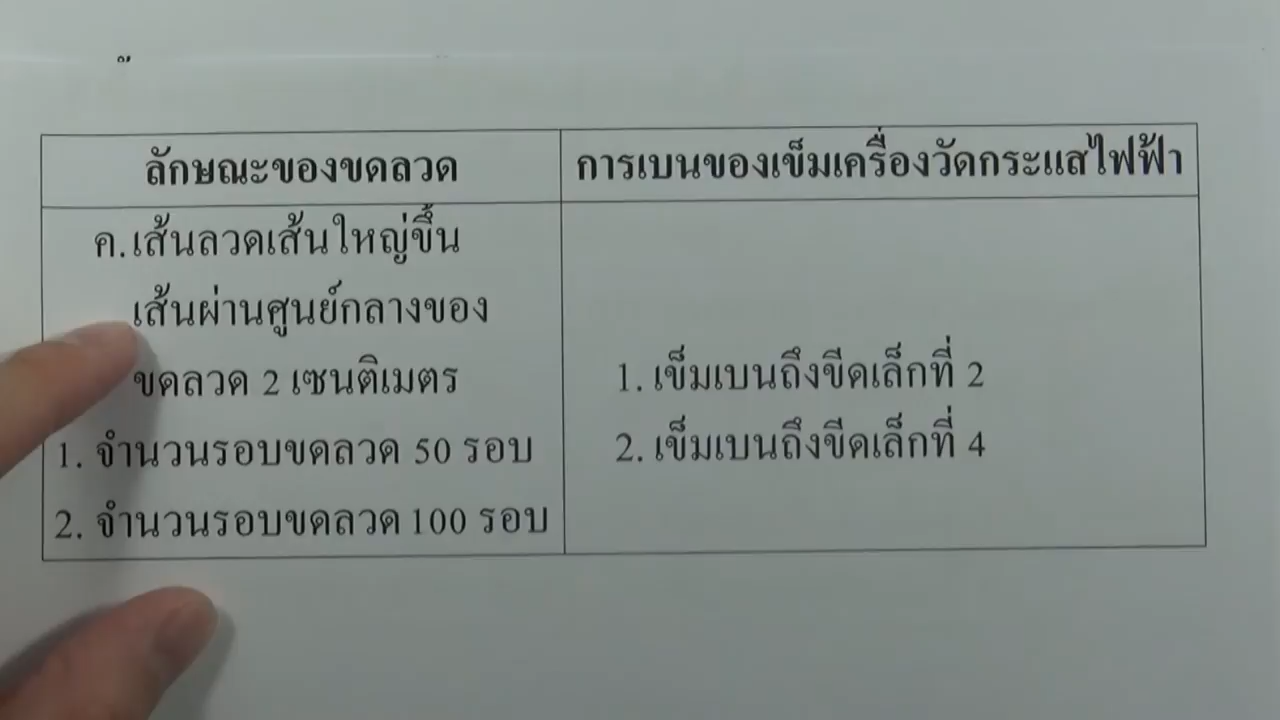 ลักษณะของขดลวด
การเบนของเข็มเครื่องวัดกระแสไฟฟ้า
ค. เส้นลวดเส้นใหญ่ขึ้น
เส้นผ่านศูนย์กลางของ
ขดลวด 2 เซนติเมตร
1. จำนวนรอบขดลวด 50 รอบ
2. จำนวนรอบขดลวด 100 รอบ
1. เข็มเบนถึงขีดเล็กที่ 2
2. เข็มเบนถึงขีดเล็กที่ 4